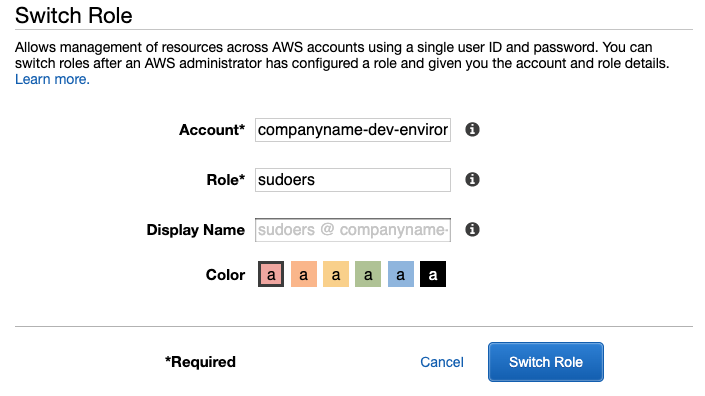 Switch Role
Allows management of resources across AWS accounts using a single user ID and password. You can
switch roles after an AWS administrator has configured a role and given you the account and role details.
Learn more.
Account* companyname-dev-enviror
Role* sudoers
Display Name sudoers @ companyname-
Color a a a a a a
*Required Cancel Switch Role